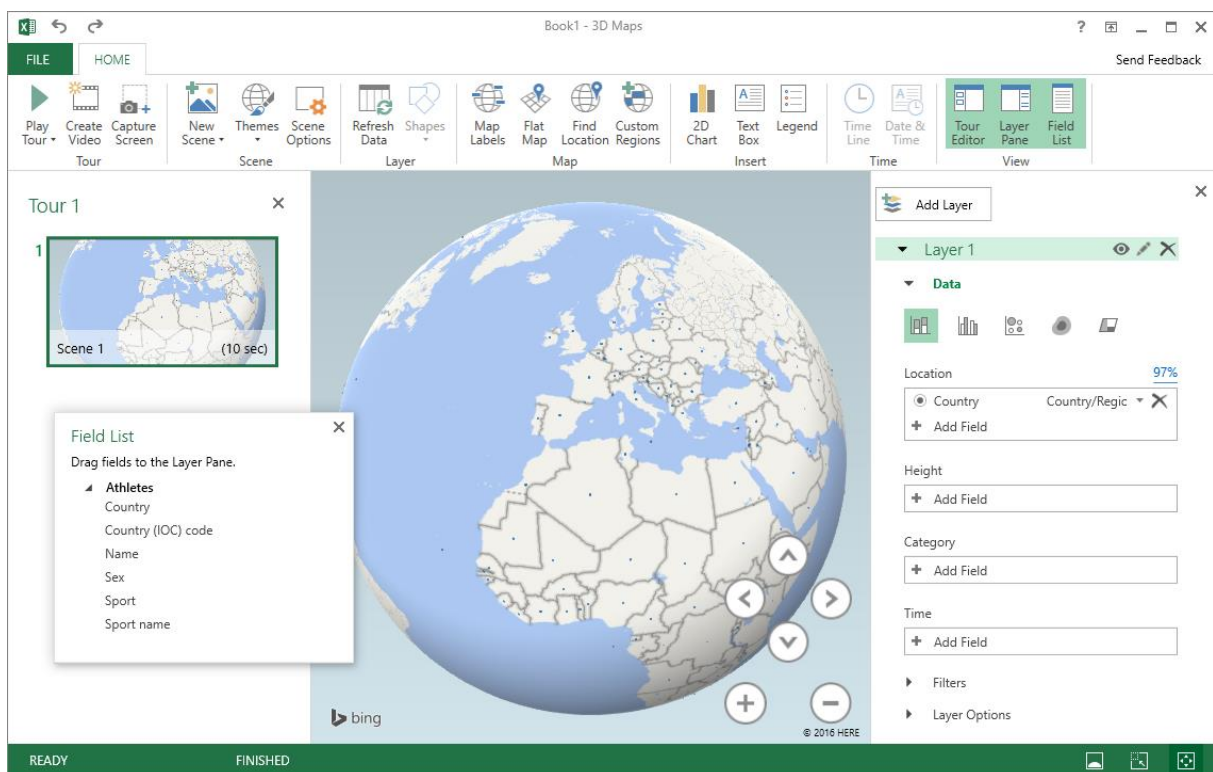 Book1 - 3D Maps
?
FILE HOME Send Feedback
Play Tour
Create Video
Capture Screen
Tour
New Scene
Themes
Scene Options
Scene
Refresh Data
Shapes
Layer
Map Labels
Flat Map
Find Location
Custom Regions
Map
2D Chart
Text Box
Legend
Insert
Time Line
Date & Time
Time
Tour Editor
Layer Pane
Field List
View
Tour 1
1
Scene 1 (10 sec)
Field List
Drag fields to the Layer Pane.
Athletes
Country
Country (IOC) code
Name
Sex
Sport
Sport name
bing
© 2016 HERE
Add Layer
Layer 1
Data
Location 97%
Country Country/Regic
Add Field
Height
Add Field
Category
Add Field
Time
Add Field
Filters
Layer Options
READY FINISHED